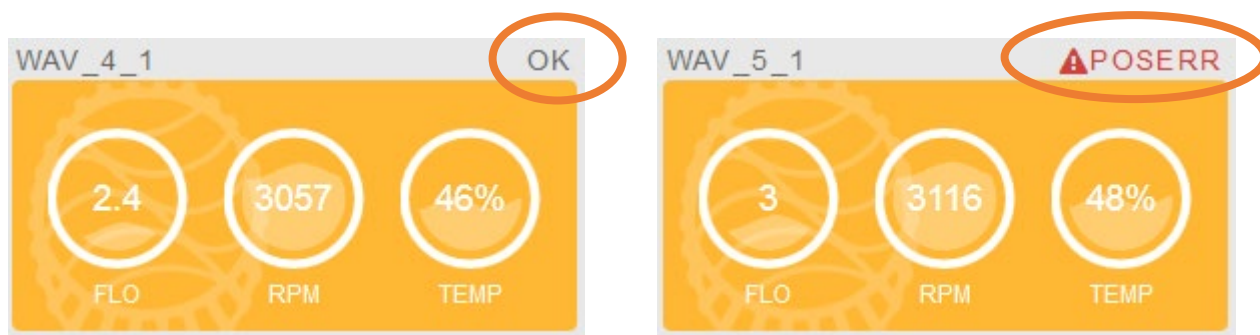 WAV_4_1 OK
2.4 3057 46%
FLO RPM TEMP
WAV_5_1 POSERR
3 3116 48%
FLO RPM TEMP